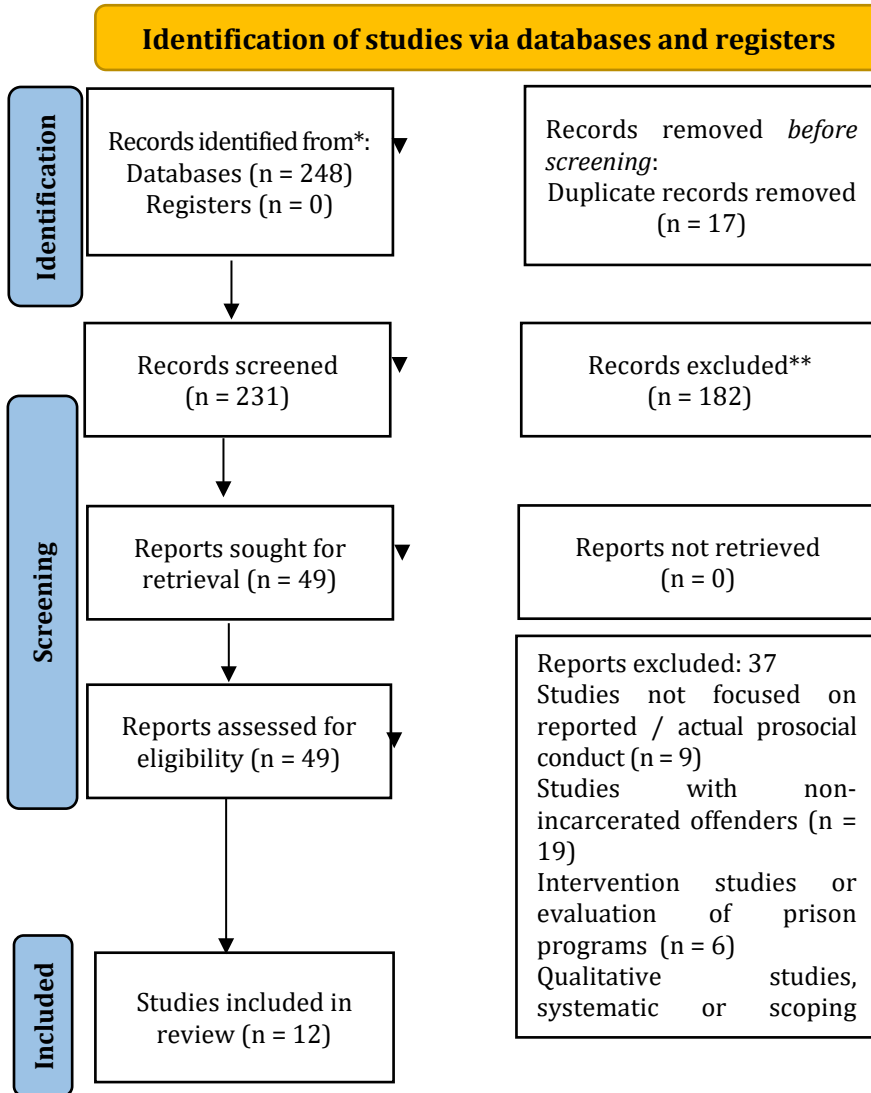 Identification of studies via databases and registers
Identification
Records identified from*:
Databases (n = 248)
Registers (n = 0)
Records removed before
screening:
Duplicate records removed
(n = 17)
Screening
Records screened
(n = 231)
Records excluded**
(n = 182)
Reports sought for
retrieval (n = 49)
Reports not retrieved
(n = 0)
Reports assessed for
eligibility (n = 49)
Reports excluded: 37
Studies not focused on
reported / actual prosocial
conduct (n = 9)
Studies with non-
incarcerated offenders (n =
19)
Intervention studies or
evaluation of prison
programs (n = 6)
Qualitative studies,
systematic or scoping
Included
Studies included in
review (n = 12)